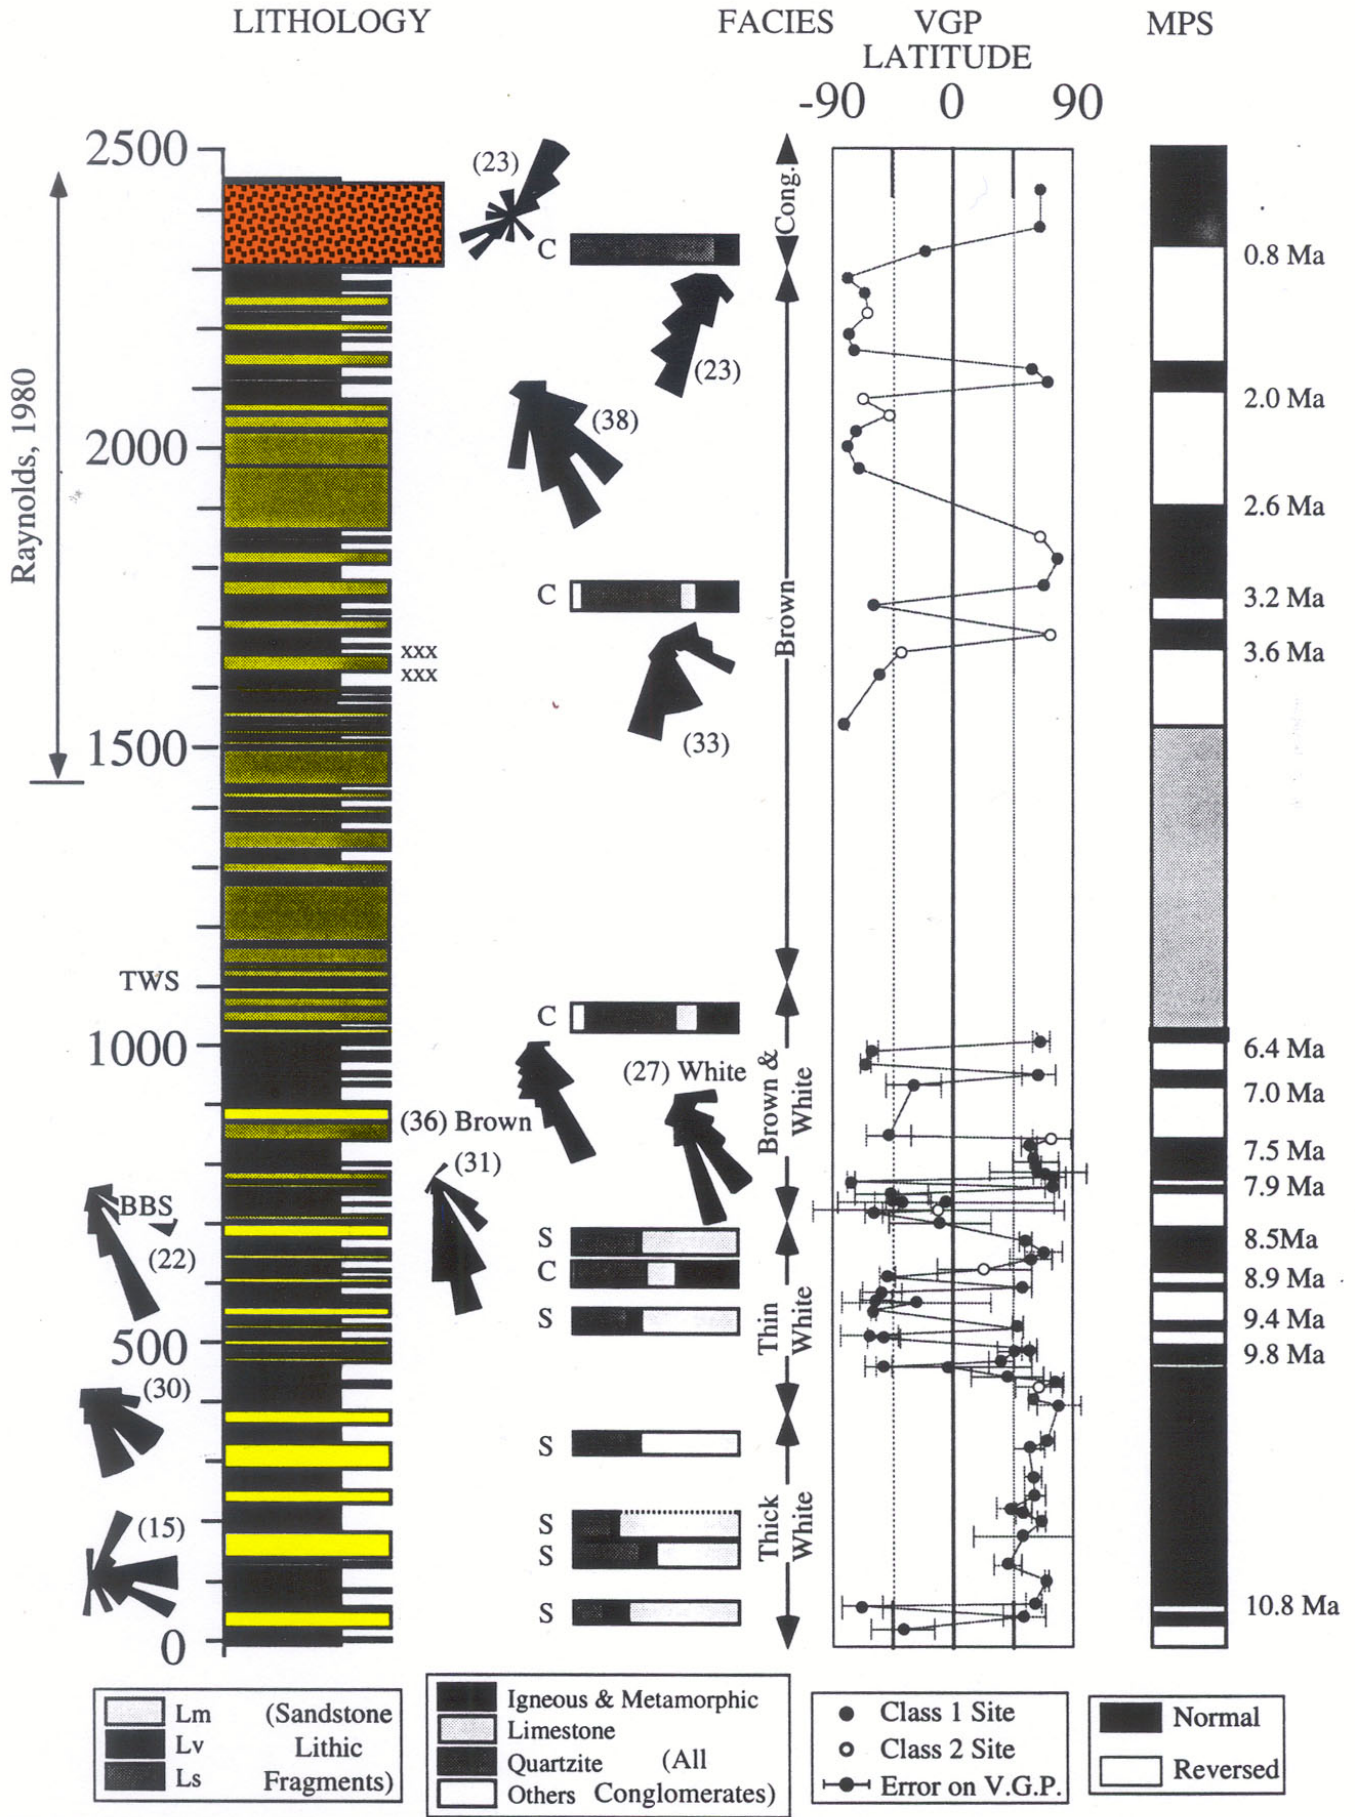 LITHOLOGY
FACIES
VGP
LATITUDE
MPS
-90 0 90
2500
2000
1500
1000
500
0
Raynolds, 1980
TWS
BBS
xxx
xxx
(23)
(23)
(38)
(33)
(27) White
(36) Brown
(31)
(22)
(30)
(15)
C
C
C
S
C
S
S
S
S
S
Cong.
Brown
Brown &
White
Thin
White
Thick
White
0.8 Ma
2.0 Ma
2.6 Ma
3.2 Ma
3.6 Ma
6.4 Ma
7.0 Ma
7.5 Ma
7.9 Ma
8.5Ma
8.9 Ma
9.4 Ma
9.8 Ma
10.8 Ma
Lm (Sandstone
Lv Lithic
Ls Fragments)
Igneous & Metamorphic
Limestone
Quartzite (All
Others Conglomerates)
Class 1 Site
Class 2 Site
Error on V.G.P.
Normal
Reversed